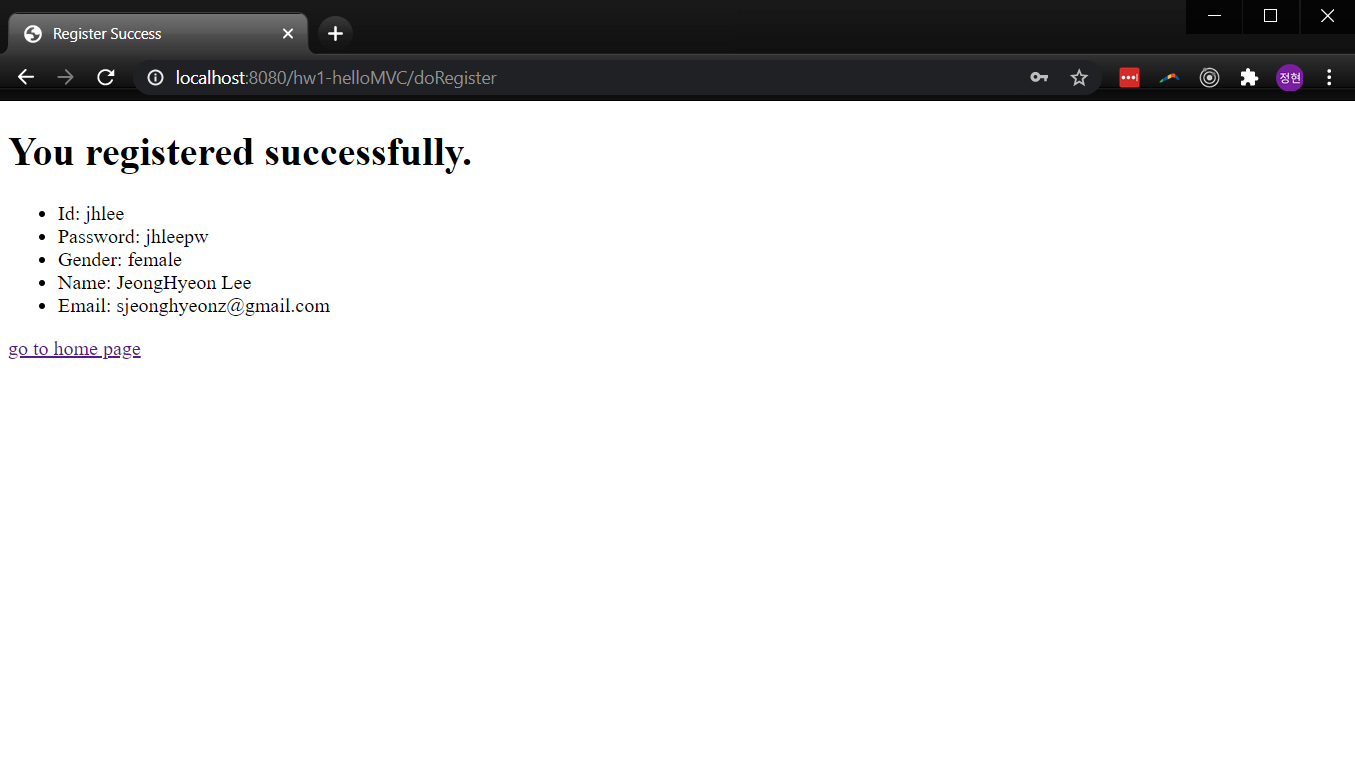 Register Success
localhost:8080/hw1-helloMVC/doRegister
정현
You registered successfully.
Id: jhlee
Password: jhleepw
Gender: female
Name: JeongHyeon Lee
Email: sjeonghyeonz@gmail.com
go to home page